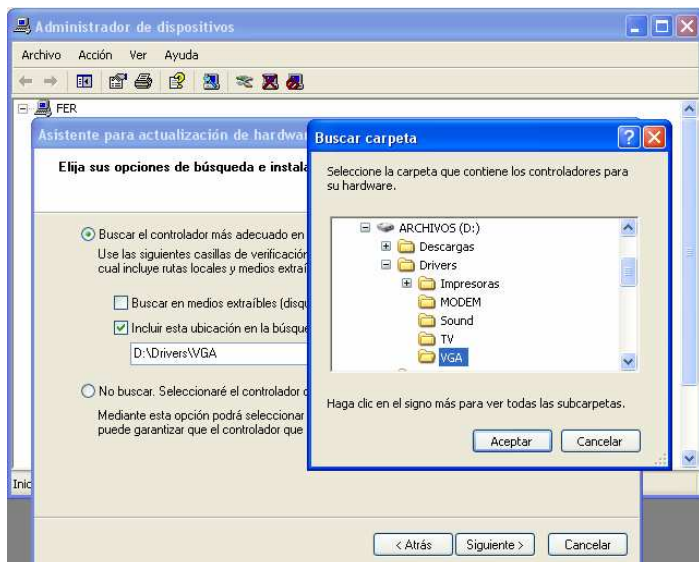 Administrador de dispositivos
Archivo Acción Ver Ayuda
FER
Asistente para actualización de hardwa
Elija sus opciones de búsqueda e instala
Buscar el controlador más adecuado en
Use las siguientes casillas de verificación
cual incluye rutas locales y medios extraí
Buscar en medios extraíbles (disqu
Incluir esta ubicación en la búsque
D:\Drivers\VGA
No buscar. Seleccionaré el controlador
Mediante esta opción podrá seleccionar
puede garantizar que el controlador que
Inic
< Atrás Siguiente > Cancelar
Buscar carpeta
Seleccione la carpeta que contiene los controladores para
su hardware.
ARCHIVOS (D:)
Descargas
Drivers
Impresoras
MODEM
Sound
TV
VGA
Haga clic en el signo más para ver todas las subcarpetas.
Aceptar Cancelar